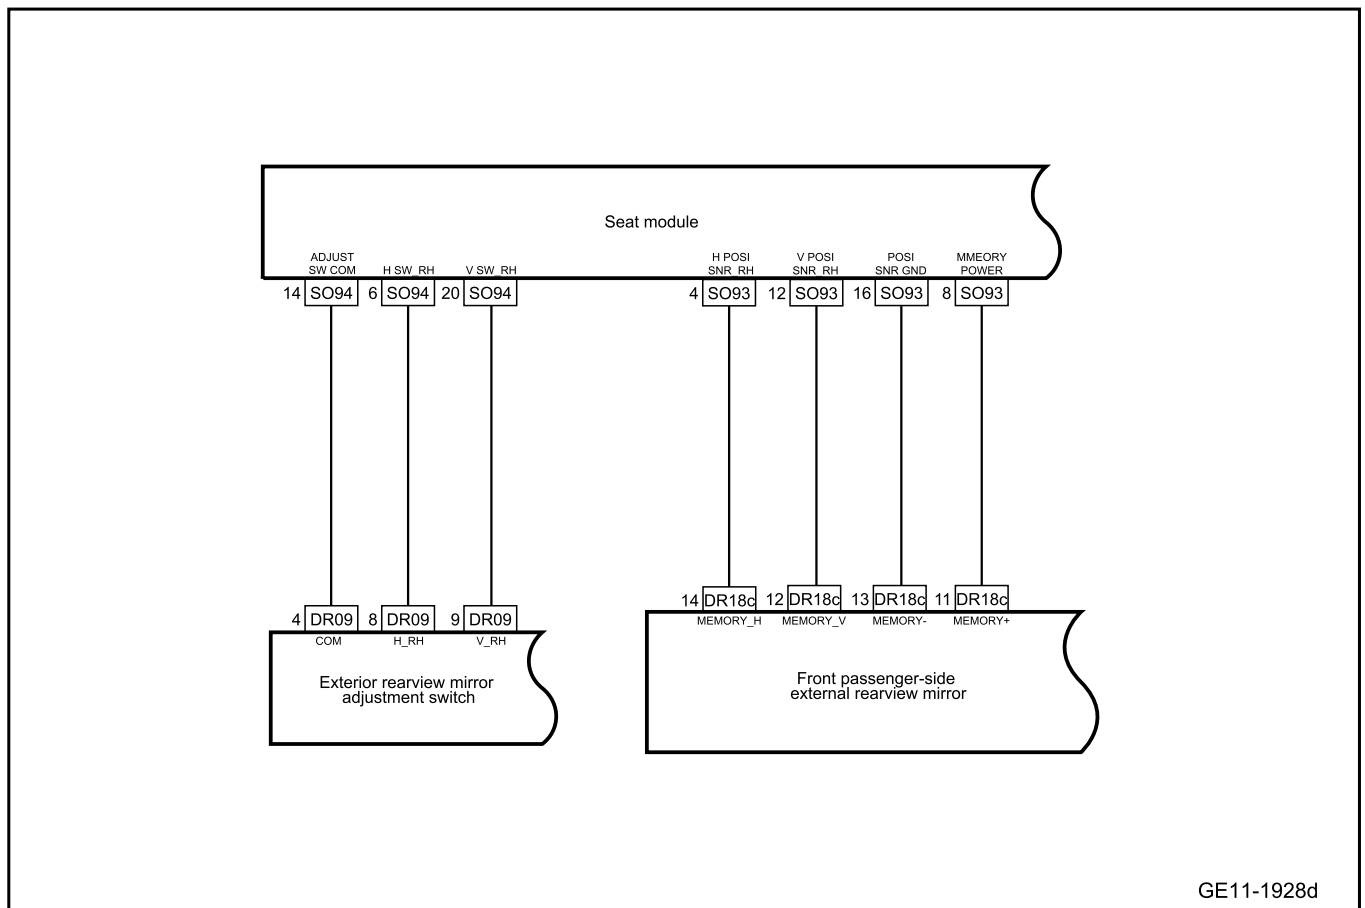 Seat module
ADJUST
SW COM
H SW_RH
V SW_RH
H POSI
SNR_RH
V POSI
SNR_RH
POSI
SNR GND
MMEORY
POWER
14 SO94 6 SO94 20 SO94 4 SO93 12 SO93 16 SO93 8 SO93
14 DR18c 12 DR18c 13 DR18c 11 DR18c
4 DR09 8 DR09 9 DR09
MEMORY_H MEMORY_V MEMORY- MEMORY+
COM H_RH V_RH
Exterior rearview mirror
adjustment switch
Front passenger-side
external rearview mirror
GE11-1928d